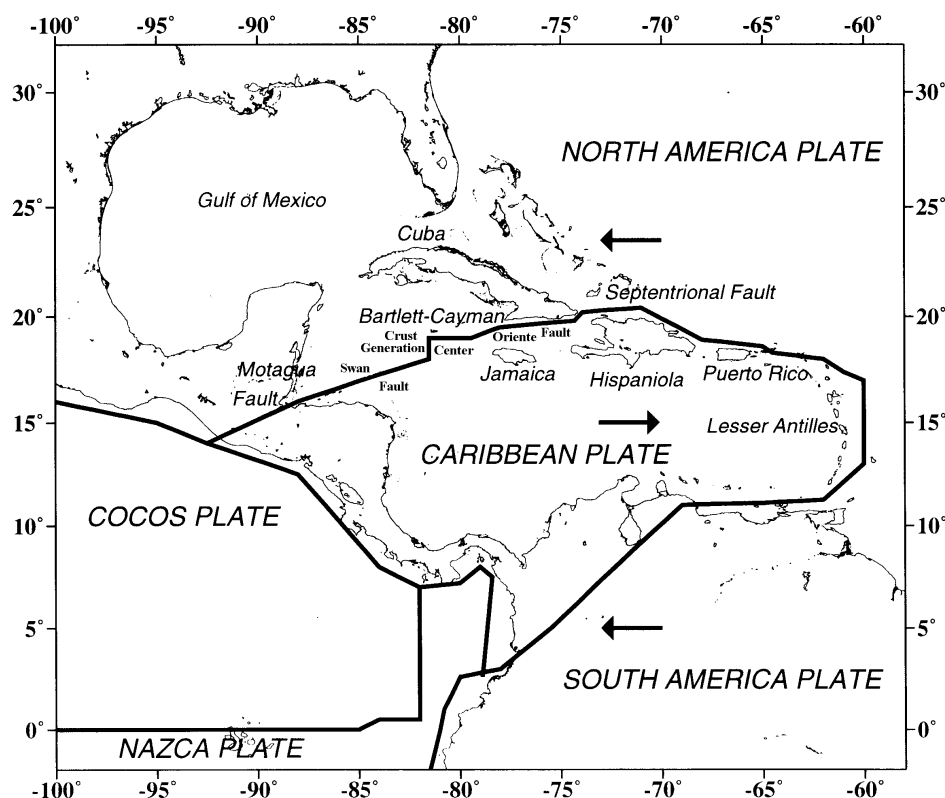 -100° -95° -90° -85° -80° -75° -70° -65° -60°
30° 30°
NORTH AMERICA PLATE
25° 25°
Gulf of Mexico
Cuba
Septentrional Fault
20° 20°
Bartlett-Cayman
Crust
Generation Center
Oriente Fault
Swan
Fault
Motagua
Fault
Jamaica
Hispaniola
Puerto Rico
15° 15°
Lesser Antilles
CARIBBEAN PLATE
COCOS PLATE
10° 10°
5° 5°
SOUTH AMERICA PLATE
0° 0°
NAZCA PLATE
-100° -95° -90° -85° -80° -75° -70° -65° -60°